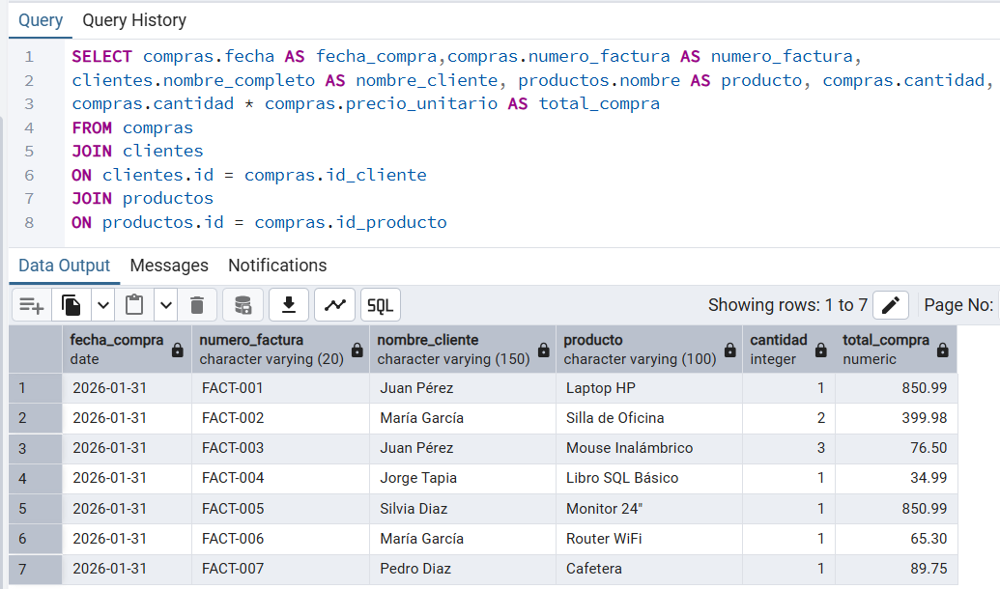 Query Query History
1 SELECT compras.fecha AS fecha_compra,compras.numero_factura AS numero_factura,
2 clientes.nombre_completo AS nombre_cliente, productos.nombre AS producto, compras.cantidad,
3 compras.cantidad * compras.precio_unitario AS total_compra
4 FROM compras
5 JOIN clientes
6 ON clientes.id = compras.id_cliente
7 JOIN productos
8 ON productos.id = compras.id_producto
Data Output Messages Notifications
SQL Showing rows: 1 to 7 Page No:
fecha_compra numero_factura nombre_cliente producto cantidad total_compra
date character varying (20) character varying (150) character varying (100) integer numeric
1 2026-01-31 FACT-001 Juan Pérez Laptop HP 1 850.99
2 2026-01-31 FACT-002 María García Silla de Oficina 2 399.98
3 2026-01-31 FACT-003 Juan Pérez Mouse Inalámbrico 3 76.50
4 2026-01-31 FACT-004 Jorge Tapia Libro SQL Básico 1 34.99
5 2026-01-31 FACT-005 Silvia Diaz Monitor 24" 1 850.99
6 2026-01-31 FACT-006 María García Router WiFi 1 65.30
7 2026-01-31 FACT-007 Pedro Diaz Cafetera 1 89.75